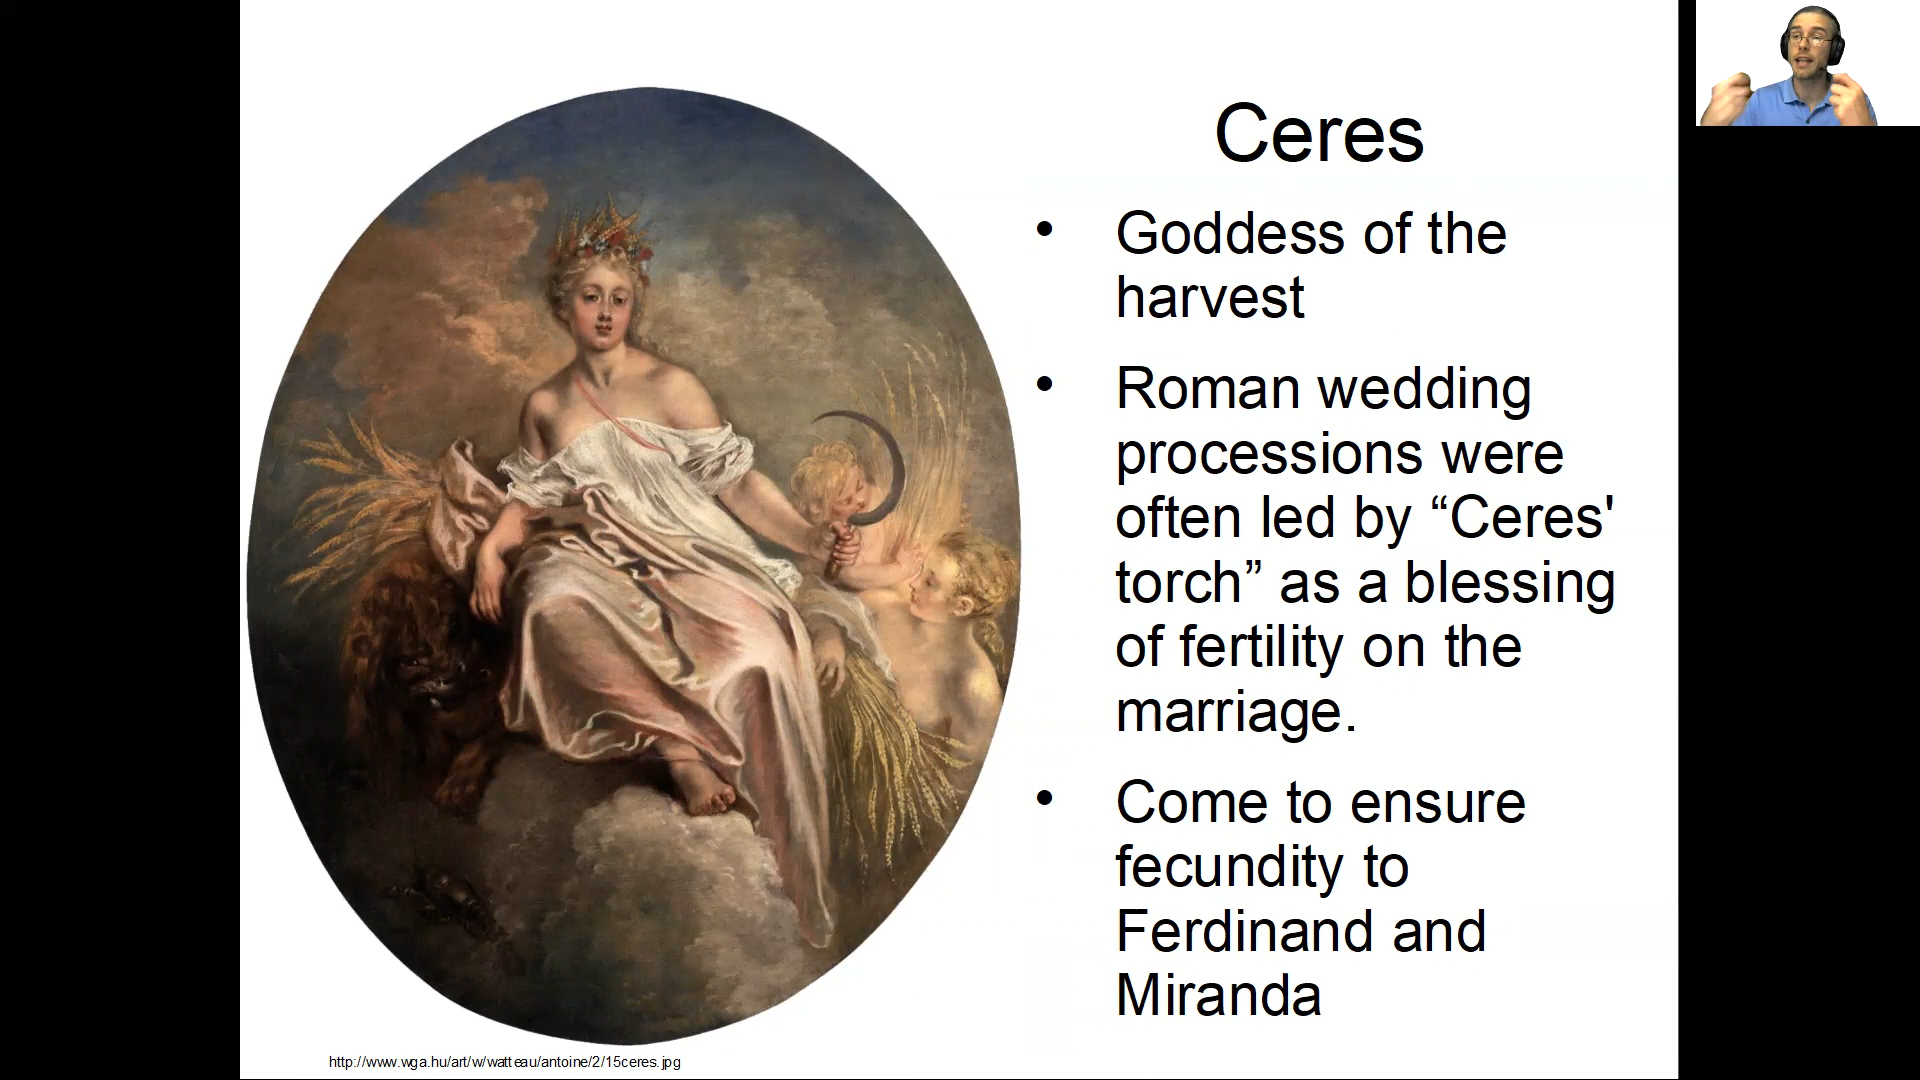 Ceres
• Goddess of the
harvest
• Roman wedding
processions were
often led by “Ceres'
torch” as a blessing
of fertility on the
marriage.
• Come to ensure
fecundity to
Ferdinand and
Miranda
http://www.wga.hu/art/w/watteau/antoine/2/15ceres.jpg